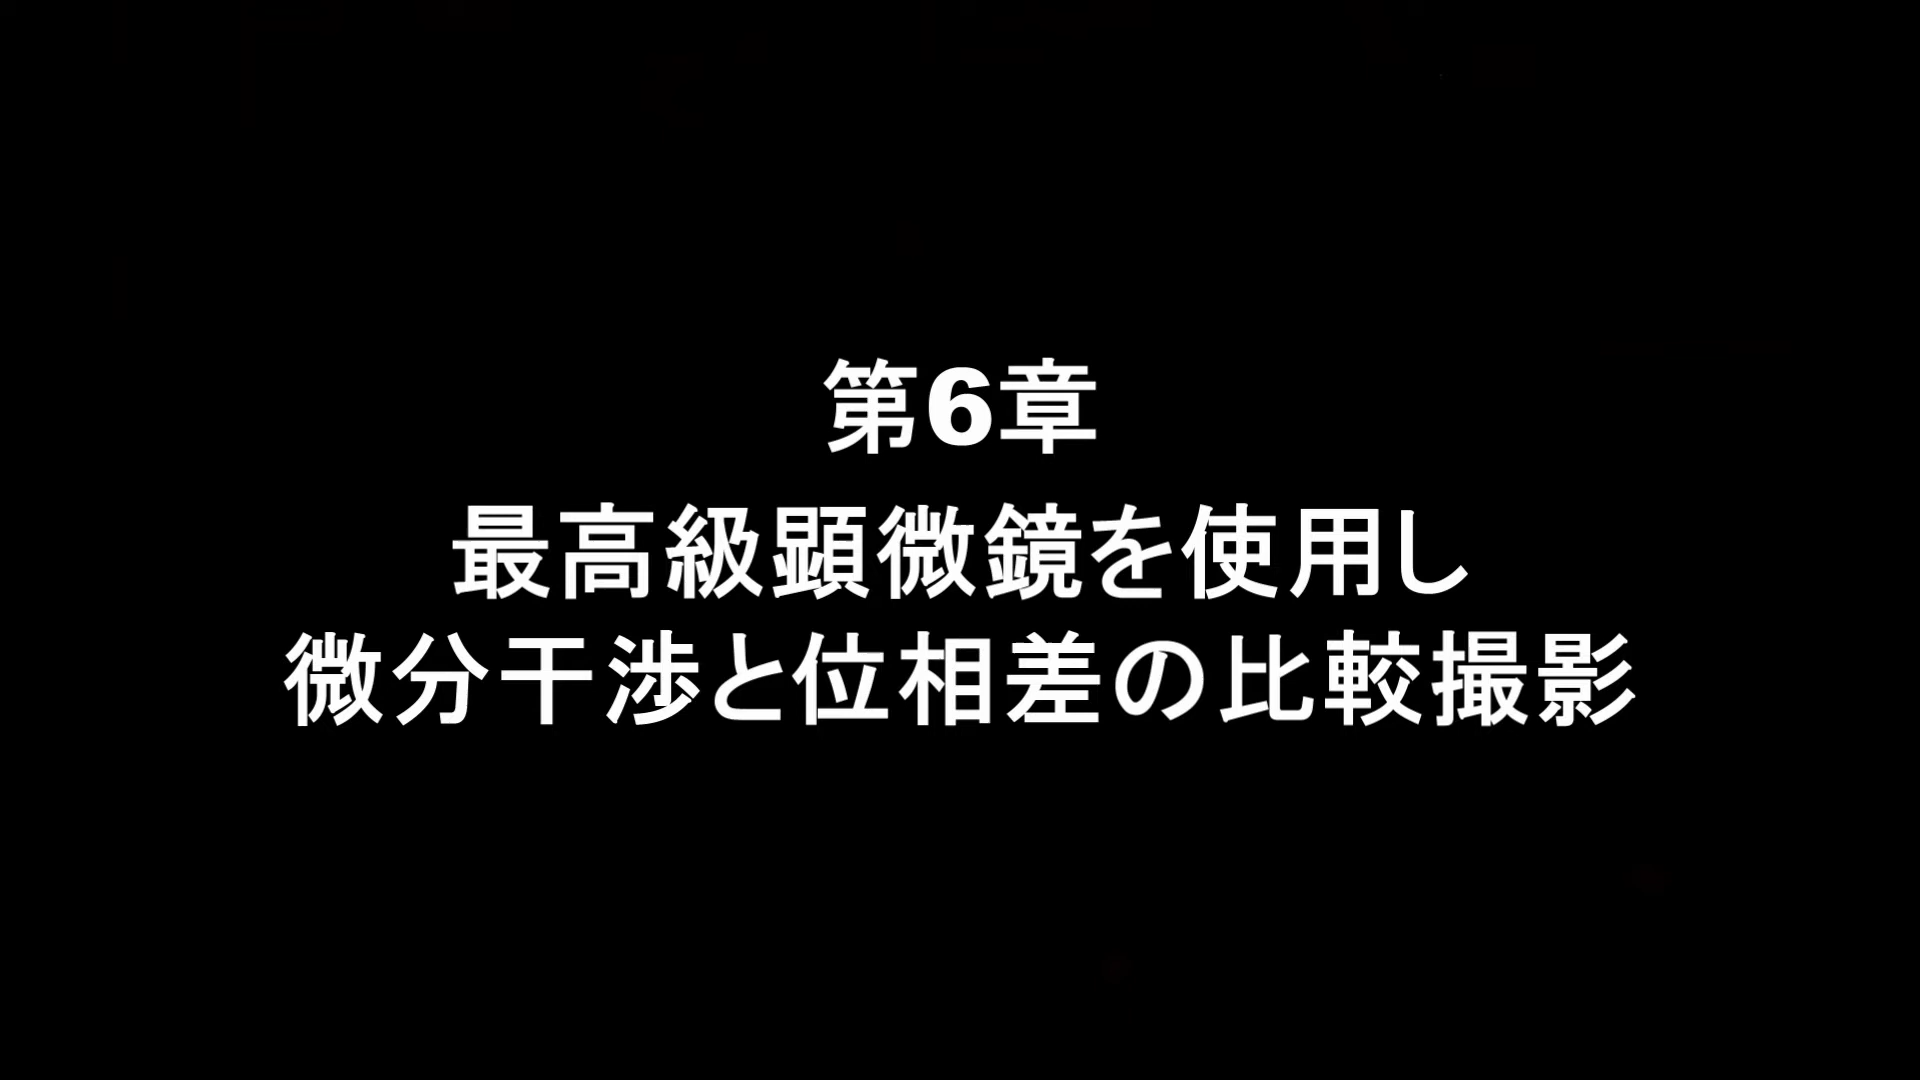 第6章
最高級顕微鏡を使用し
微分干渉と位相差の比較撮影